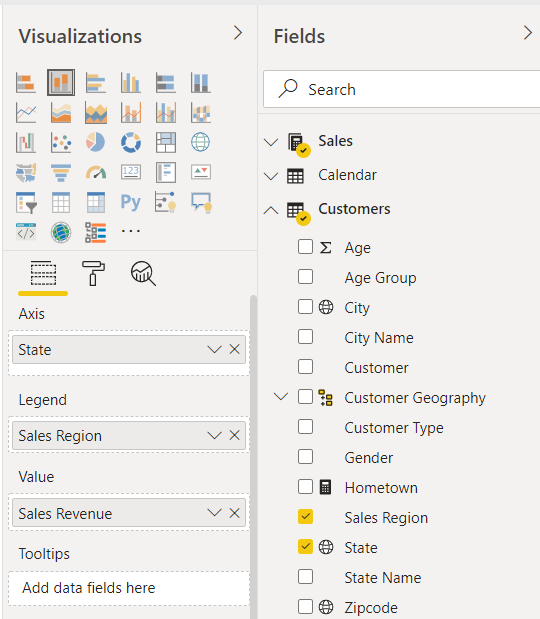 Visualizations
123
Py
Axis
State
Legend
Sales Region
Value
Sales Revenue
Tooltips
Add data fields here
Fields
Search
Sales
Calendar
Customers
Age
Age Group
City
City Name
Customer
Customer Geography
Customer Type
Gender
Hometown
Sales Region
State
State Name
Zipcode